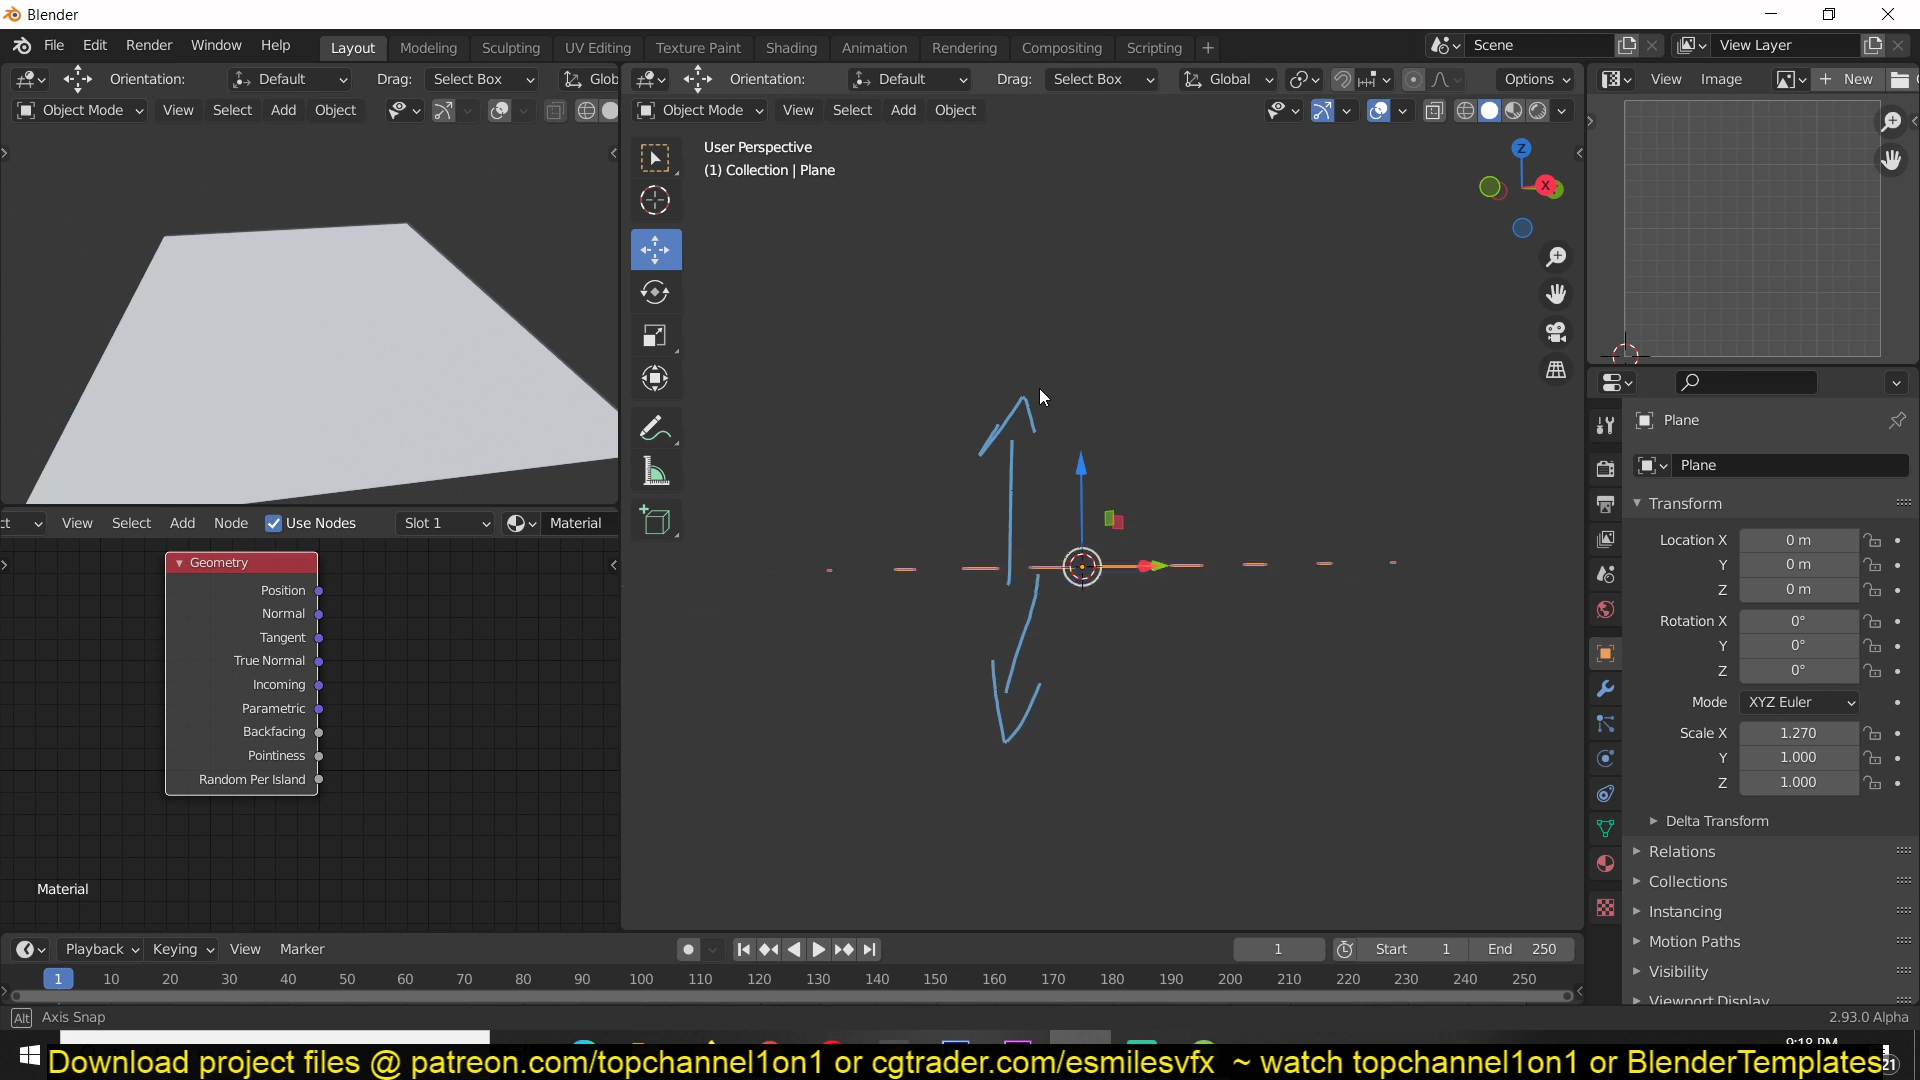 Blender
File Edit Render Window Help Layout Modeling Sculpting UV Editing Texture Paint Shading Animation Rendering Compositing Scripting + Scene View Layer
Orientation: Default Drag: Select Box Glob
Orientation: Default Drag: Select Box Global Options
View Image + New
Object Mode View Select Add Object
Object Mode View Select Add Object
User Perspective
(1) Collection | Plane
Z
X
View Select Add Node Use Nodes Slot 1 Material
Geometry
Position
Normal
Tangent
True Normal
Incoming
Parametric
Backfacing
Pointiness
Random Per Island
Material
Plane
Plane
Transform
Location X 0 m
Y 0 m
Z 0 m
Rotation X 0°
Y 0°
Z 0°
Mode XYZ Euler
Scale X 1.270
Y 1.000
Z 1.000
Delta Transform
Relations
Collections
Instancing
Motion Paths
Visibility
Viewport Display
Playback Keying View Marker 1 Start 1 End 250
1 10 20 30 40 50 60 70 80 90 100 110 120 130 140 150 160 170 180 190 200 210 220 230 240 250
Alt Axis Snap 2.93.0 Alpha
9:18 PM
Download project files @ patreon.com/topchannel1on1 or cgtrader.com/esmilesvfx ~ watch topchannel1on1 or BlenderTemplates
21